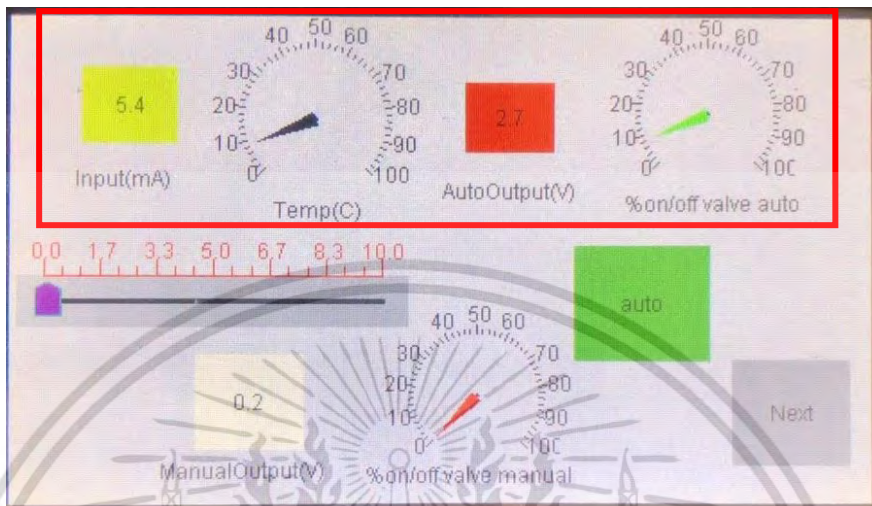 40 50 60
30 70
20 80
10 90
0 100
5.4
Input(mA)
Temp(C)
2.7
AutoOutput(V)
40 50 60
30 70
20 80
10 90
0 100
%on/off valve auto
0.0 1.7 3.3 5.0 6.7 8.3 10.0
auto
40 50 60
30 70
20 80
10 90
0 100
0.2
ManualOutput(V)
%on/off valve manual
Next